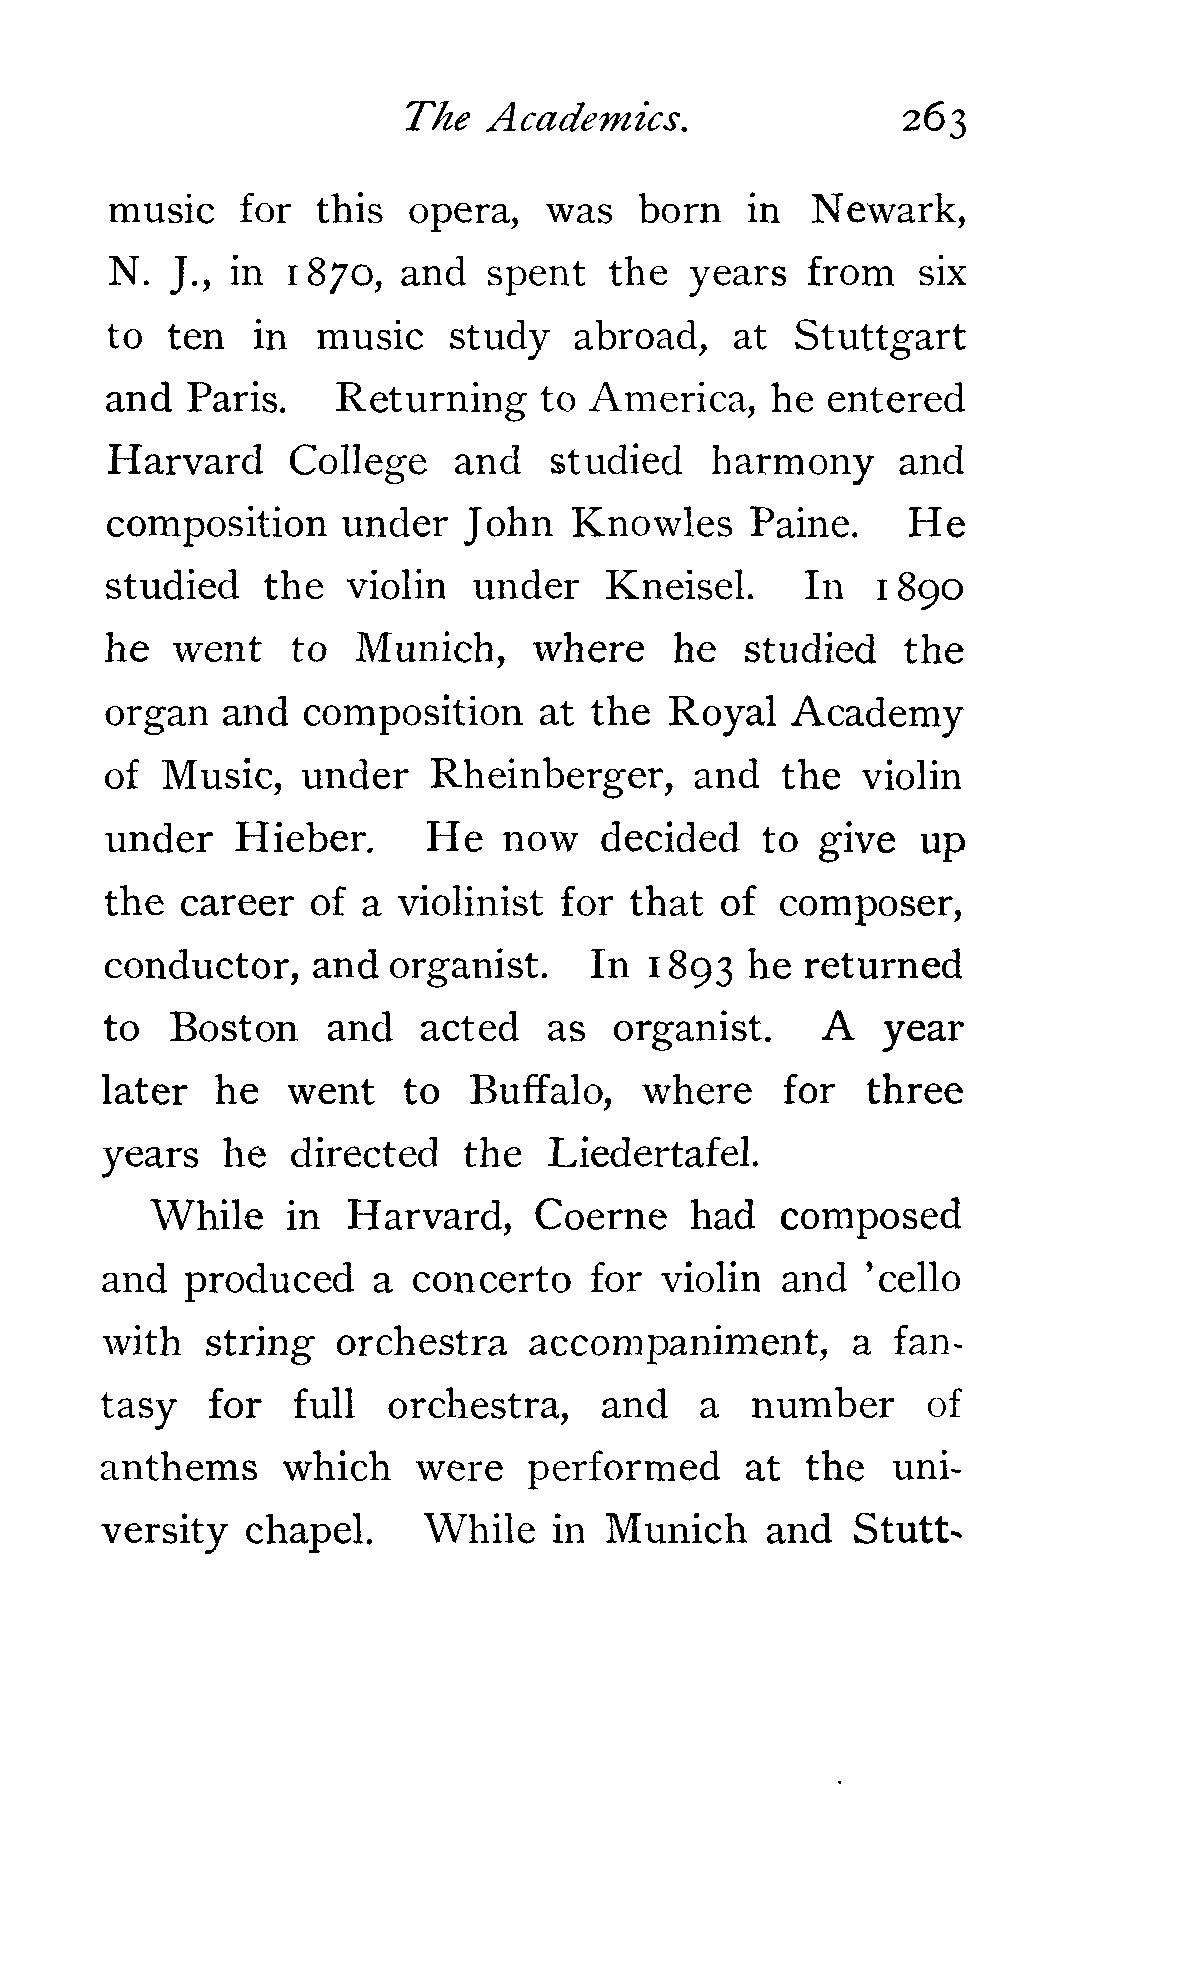 The Academics. 263
music for this opera, was born in Newark,
N. J., in 1870, and spent the years from six
to ten in music study abroad, at Stuttgart
and Paris. Returning to America, he entered
Harvard College and studied harmony and
composition under John Knowles Paine. He
studied the violin under Kneisel. In 1890
he went to Munich, where he studied the
organ and composition at the Royal Academy
of Music, under Rheinberger, and the violin
under Hieber. He now decided to give up
the career of a violinist for that of composer,
conductor, and organist. In 1893 he returned
to Boston and acted as organist. A year
later he went to Buffalo, where for three
years he directed the Liedertafel.
While in Harvard, Coerne had composed
and produced a concerto for violin and 'cello
with string orchestra accompaniment, a fan-
tasy for full orchestra, and a number of
anthems which were performed at the uni-
versity chapel. While in Munich and Stutt-